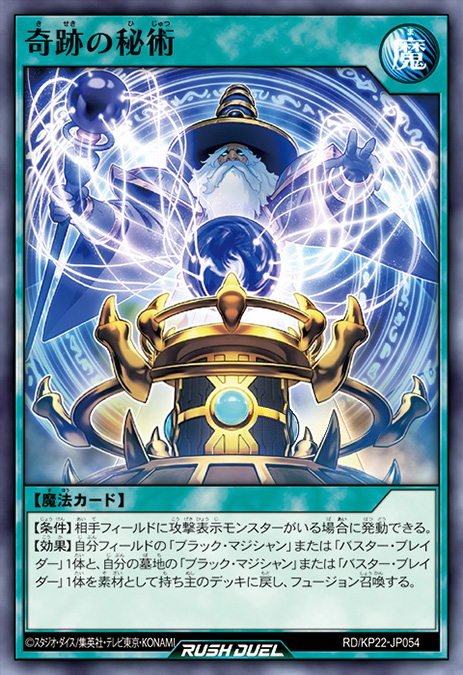 奇跡の秘術
魔
【魔法カード】
【条件】相手フィールドに攻撃表示モンスターがいる場合に発動できる。
【効果】自分フィールドの「ブラック・マジシャン」または「バスター・ブレイ
ダー」1体と、自分の墓地の「ブラック・マジシャン」または「バスター・ブレイ
ダー」1体を素材として持ち主のデッキに戻し、フュージョン召喚する。
©スタジオ・ダイス/集英社・テレビ東京・KONAMI
RUSH DUEL
RD/KP22-JP054